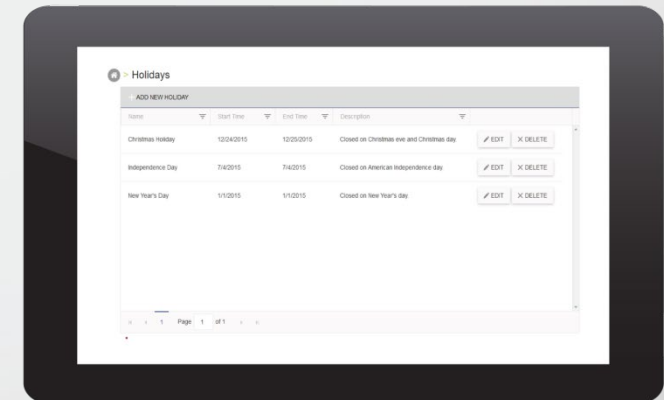 > Holidays
+ ADD NEW HOLIDAY
Name Start Time End Time Description
Christmas Holiday 12/24/2015 12/25/2015 Closed on Christmas eve and Christmas day. EDIT × DELETE
Independence Day 7/4/2015 7/4/2015 Closed on American Independence day EDIT × DELETE
New Year's Day 1/1/2015 1/1/2015 Closed on New Year's day. EDIT × DELETE
1 Page 1 of 1